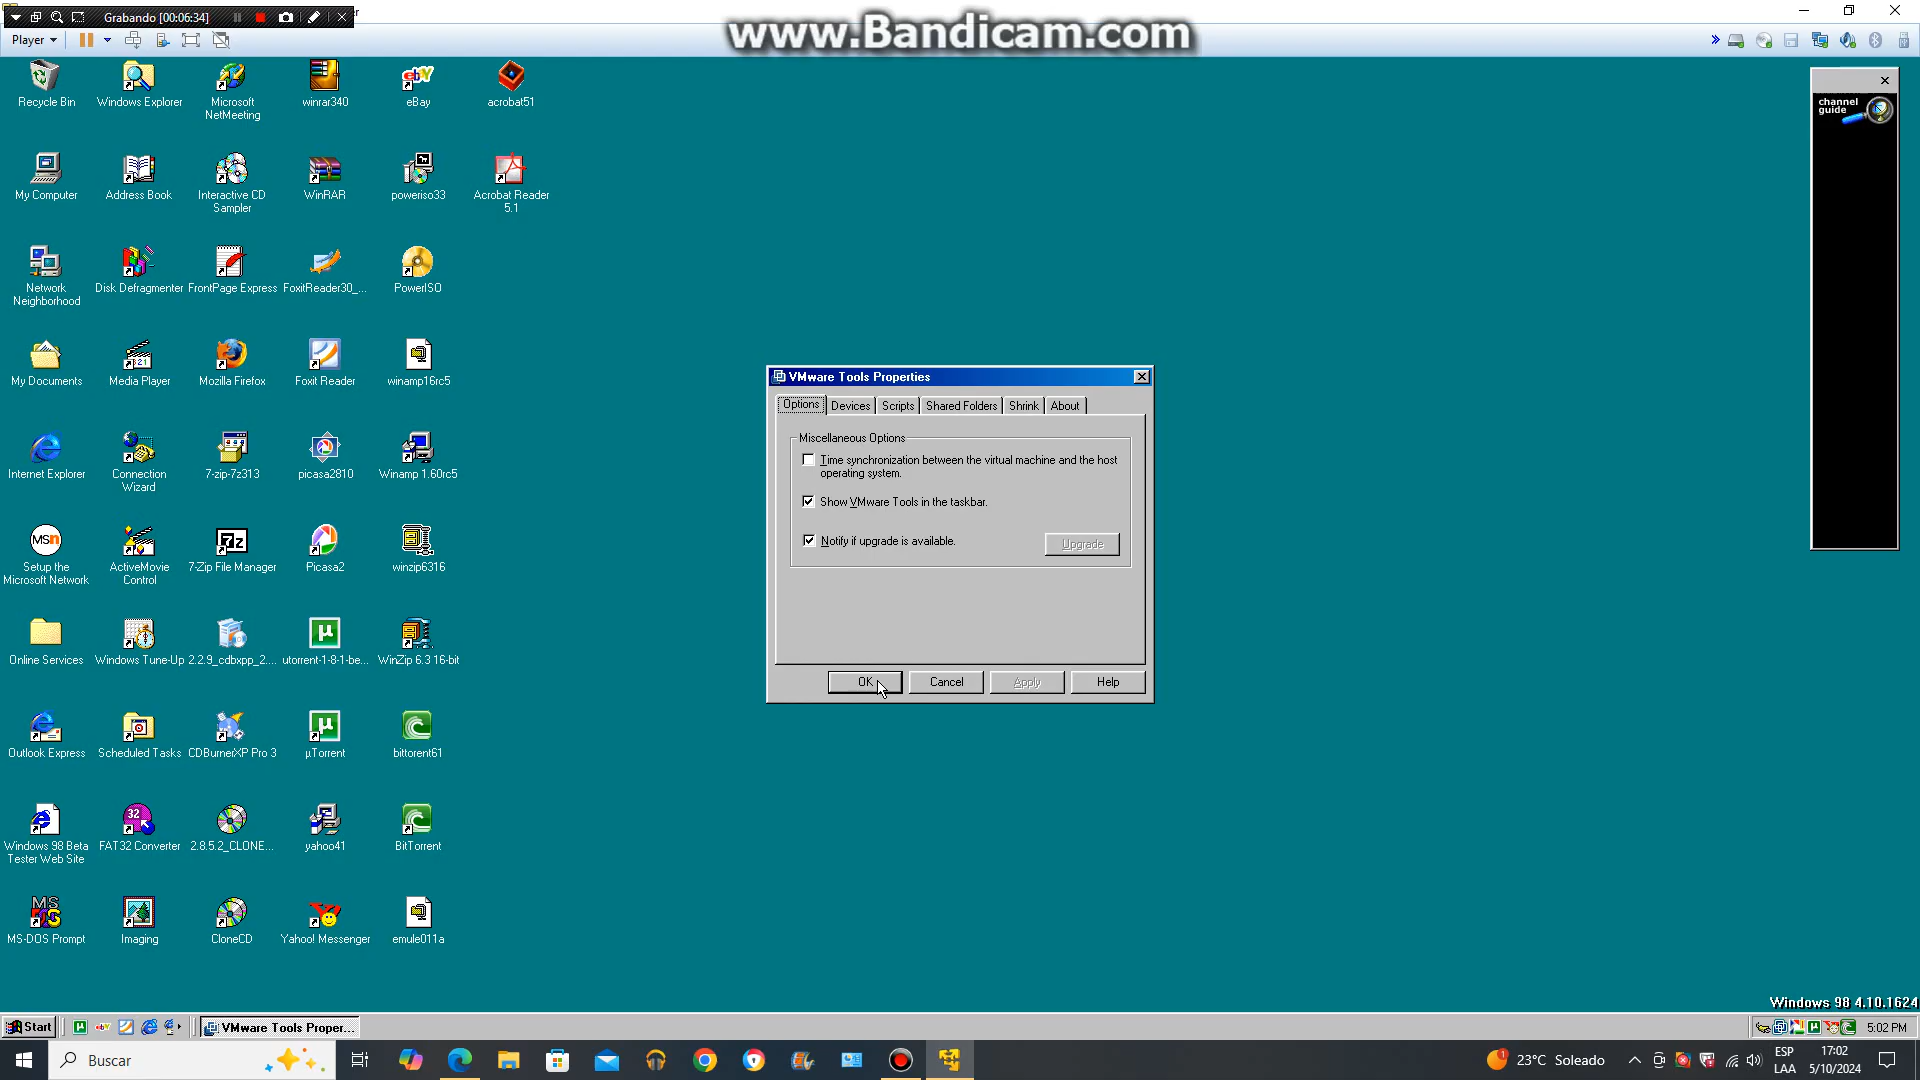 Grabando [00:06:34]
www.Bandicam.com
Player
Recycle Bin
Windows Explorer
Microsoft
NetMeeting
winrar340
eBay
acrobat51
channel
guide
My Computer
Address Book
Interactive CD
Sampler
WinRAR
poweriso33
Acrobat Reader
5.1
Network
Neighborhood
Disk Defragmenter
FrontPage Express
FoxitReader30_...
PowerISO
My Documents
Media Player
Mozilla Firefox
Foxit Reader
winamp16rc5
Internet Explorer
Connection
Wizard
7-zip-7z313
picasa2810
Winamp 1.60rc5
Setup the
Microsoft Network
ActiveMovie
Control
7-Zip File Manager
Picasa2
winzip6316
Online Services
Windows Tune-Up
2.2.9_cdbxpp_2....
utorrent-1-8-1-be...
WinZip 6.3 16-bit
Outlook Express
Scheduled Tasks
CDBurnerXP Pro 3
µTorrent
bittorent61
Windows 98 Beta
Tester Web Site
FAT32 Converter
2.8.5.2_CLONE...
yahoo41
BitTorrent
MS-DOS Prompt
Imaging
CloneCD
Yahoo! Messenger
emule011a
VMware Tools Properties
Options
Devices
Scripts
Shared Folders
Shrink
About
Miscellaneous Options
Time synchronization between the virtual machine and the host
operating system.
Show VMware Tools in the taskbar.
Notify if upgrade is available.
Upgrade
OK
Cancel
Apply
Help
Windows 98 4.10.1624
Start
VMware Tools Proper...
5:02 PM
Buscar
23°C Soleado
ESP
LAA
17:02
5/10/2024